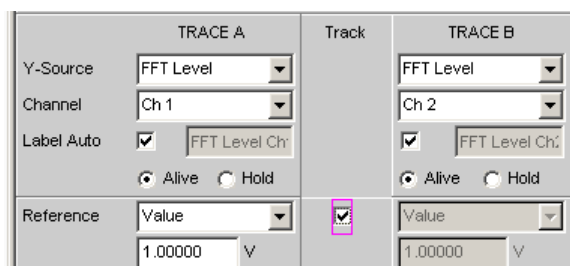 TRACE A Track TRACE B
Y-Source FFT Level FFT Level
Channel Ch 1 Ch 2
Label Auto FFT Level Ch FFT Level Ch2
Alive Hold Alive Hold
Reference Value Value
1.00000 V 1.00000 V